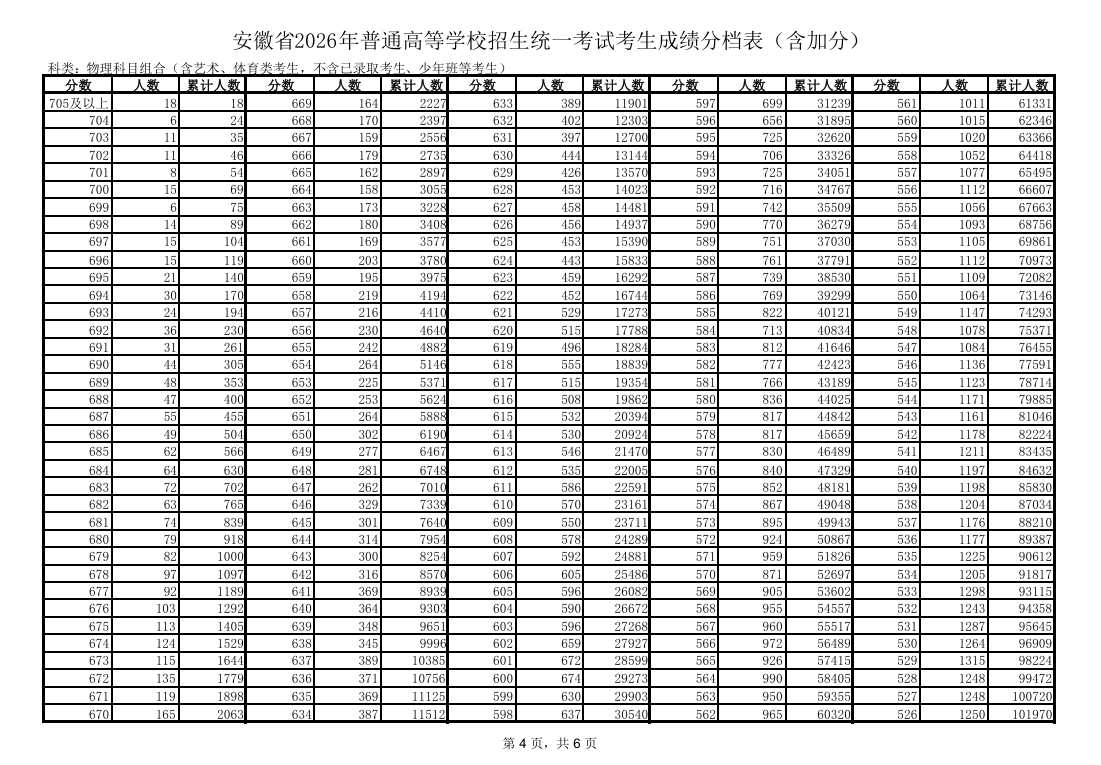 安徽省2026年普通高等学校招生统一考试考生成绩分档表（含加分）
科类：物理科目组合（含艺术、体育类考生，不含已录取考生、少年班等考生）
分数 人数 累计人数 分数 人数 累计人数 分数 人数 累计人数 分数 人数 累计人数 分数 人数 累计人数
705及以上 18 18 669 164 2227 633 389 11901 597 699 31239 561 1011 61331
704 6 24 668 170 2397 632 402 12303 596 656 31895 560 1015 62346
703 11 35 667 159 2556 631 397 12700 595 725 32620 559 1020 63366
702 11 46 666 179 2735 630 444 13144 594 706 33326 558 1052 64418
701 8 54 665 162 2897 629 426 13570 593 725 34051 557 1077 65495
700 15 69 664 158 3055 628 453 14023 592 716 34767 556 1112 66607
699 6 75 663 173 3228 627 458 14481 591 742 35509 555 1056 67663
698 14 89 662 180 3408 626 456 14937 590 770 36279 554 1093 68756
697 15 104 661 169 3577 625 453 15390 589 751 37030 553 1105 69861
696 15 119 660 203 3780 624 443 15833 588 761 37791 552 1112 70973
695 21 140 659 195 3975 623 459 16292 587 739 38530 551 1109 72082
694 30 170 658 219 4194 622 452 16744 586 769 39299 550 1064 73146
693 24 194 657 216 4410 621 529 17273 585 822 40121 549 1147 74293
692 36 230 656 230 4640 620 515 17788 584 713 40834 548 1078 75371
691 31 261 655 242 4882 619 496 18284 583 812 41646 547 1084 76455
690 44 305 654 264 5146 618 555 18839 582 777 42423 546 1136 77591
689 48 353 653 225 5371 617 515 19354 581 766 43189 545 1123 78714
688 47 400 652 253 5624 616 508 19862 580 836 44025 544 1171 79885
687 55 455 651 264 5888 615 532 20394 579 817 44842 543 1161 81046
686 49 504 650 302 6190 614 530 20924 578 817 45659 542 1178 82224
685 62 566 649 277 6467 613 546 21470 577 830 46489 541 1211 83435
684 64 630 648 281 6748 612 535 22005 576 840 47329 540 1197 84632
683 72 702 647 262 7010 611 586 22591 575 852 48181 539 1198 85830
682 63 765 646 329 7339 610 570 23161 574 867 49048 538 1204 87034
681 74 839 645 301 7640 609 550 23711 573 895 49943 537 1176 88210
680 79 918 644 314 7954 608 578 24289 572 924 50867 536 1177 89387
679 82 1000 643 300 8254 607 592 24881 571 959 51826 535 1225 90612
678 97 1097 642 316 8570 606 605 25486 570 871 52697 534 1205 91817
677 92 1189 641 369 8939 605 596 26082 569 905 53602 533 1298 93115
676 103 1292 640 364 9303 604 590 26672 568 955 54557 532 1243 94358
675 113 1405 639 348 9651 603 596 27268 567 960 55517 531 1287 95645
674 124 1529 638 345 9996 602 659 27927 566 972 56489 530 1264 96909
673 115 1644 637 389 10385 601 672 28599 565 926 57415 529 1315 98224
672 135 1779 636 371 10756 600 674 29273 564 990 58405 528 1248 99472
671 119 1898 635 369 11125 599 630 29903 563 950 59355 527 1248 100720
670 165 2063 634 387 11512 598 637 30540 562 965 60320 526 1250 101970
第 4 页，共 6 页